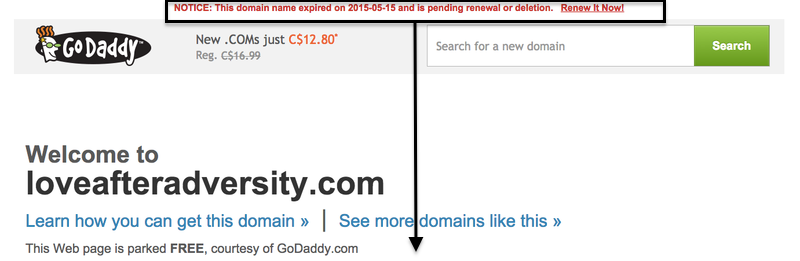 NOTICE: This domain name expired on 2015-05-15 and is pending renewal or deletion. Renew It Now!
GoDaddy™
New .COMs just C$12.80*
Reg. C$16.99
Search for a new domain
Search
Welcome to
loveafteradversity.com
Learn how you can get this domain » | See more domains like this »
This Web page is parked FREE, courtesy of GoDaddy.com